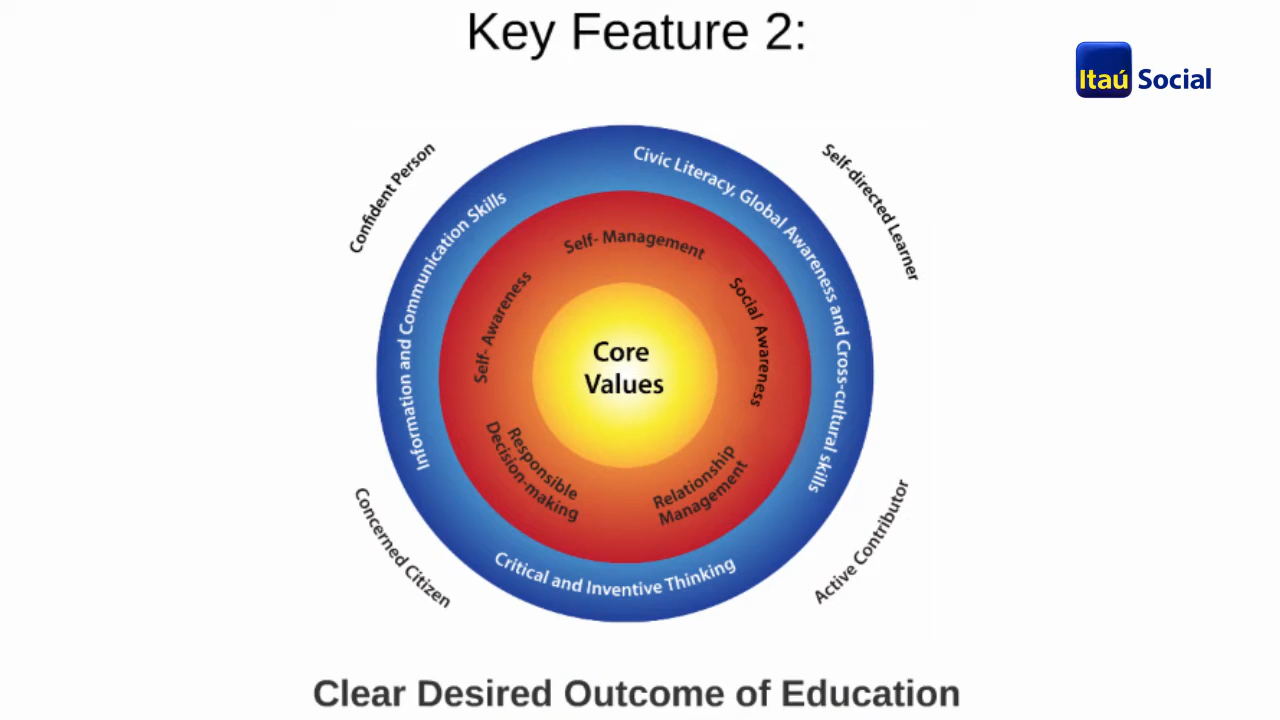 Key Feature 2:
Itaú Social
Confident Person
Self-directed Learner
Information and Communication Skills
Civic Literacy, Global Awareness and Cross-cultural skills
Self- Management
Self- Awareness
Social Awareness
Core
Values
Responsible
Decision-making
Relationship
Management
Critical and Inventive Thinking
Concerned Citizen
Active Contributor
Clear Desired Outcome of Education